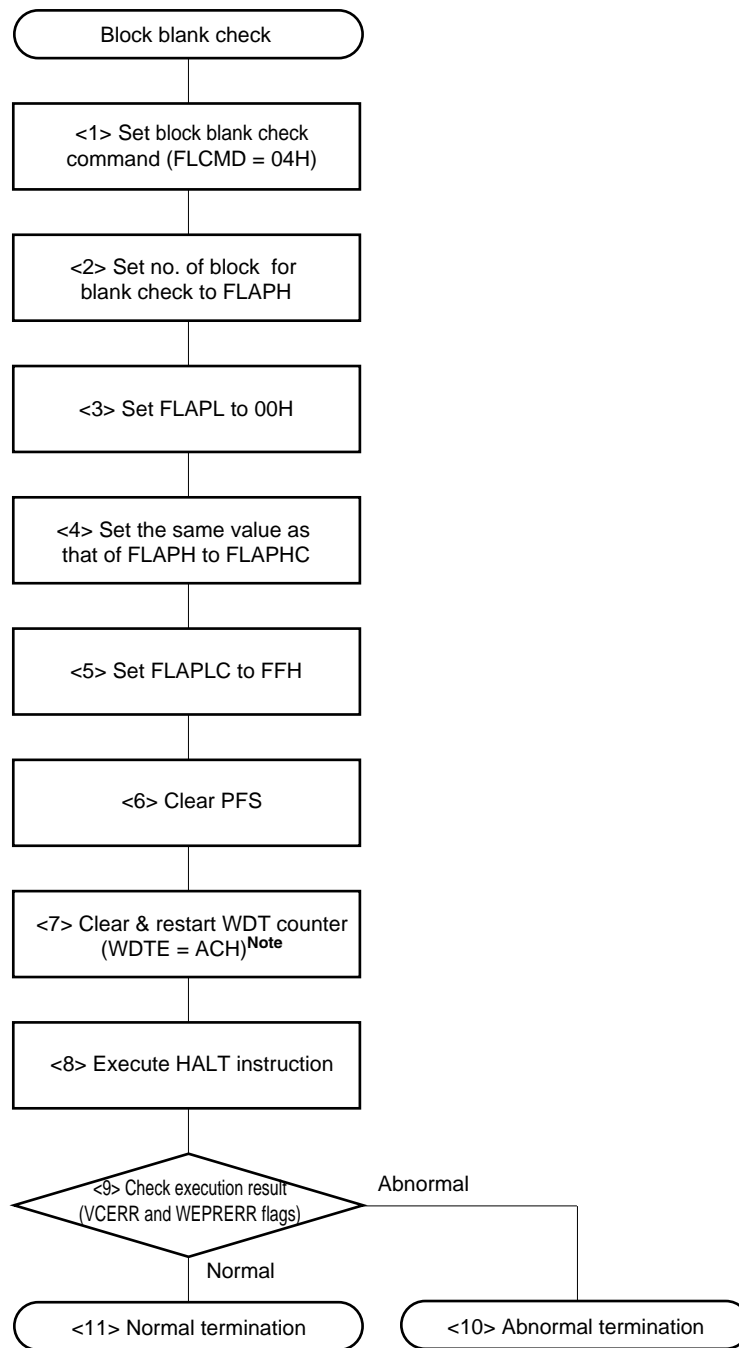 Block blank check
<1> Set block blank check
command (FLCMD = 04H)
<2> Set no. of block for
blank check to FLAPH
<3> Set FLAPL to 00H
<4> Set the same value as
that of FLAPH to FLAPHC
<5> Set FLAPLC to FFH
<6> Clear PFS
<7> Clear & restart WDT counter
(WDTE = ACH)Note
<8> Execute HALT instruction
<9> Check execution result
(VCERR and WEPRERR flags)
Abnormal
Normal
<11> Normal termination
<10> Abnormal termination